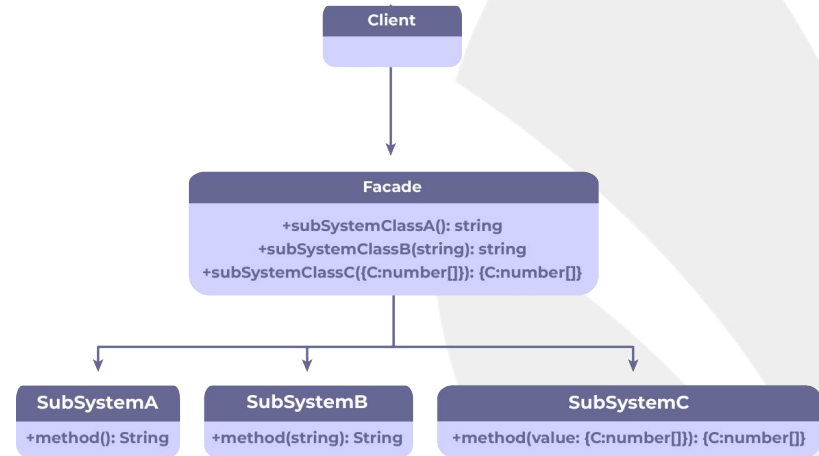 Client
Facade
+subSystemClassA(): string
+subSystemClassB(string): string
+subSystemClassC({C:number[]}): {C:number[]}
SubSystemA
+method(): String
SubSystemB
+method(string): String
SubSystemC
+method(value: {C:number[]}): {C:number[]}